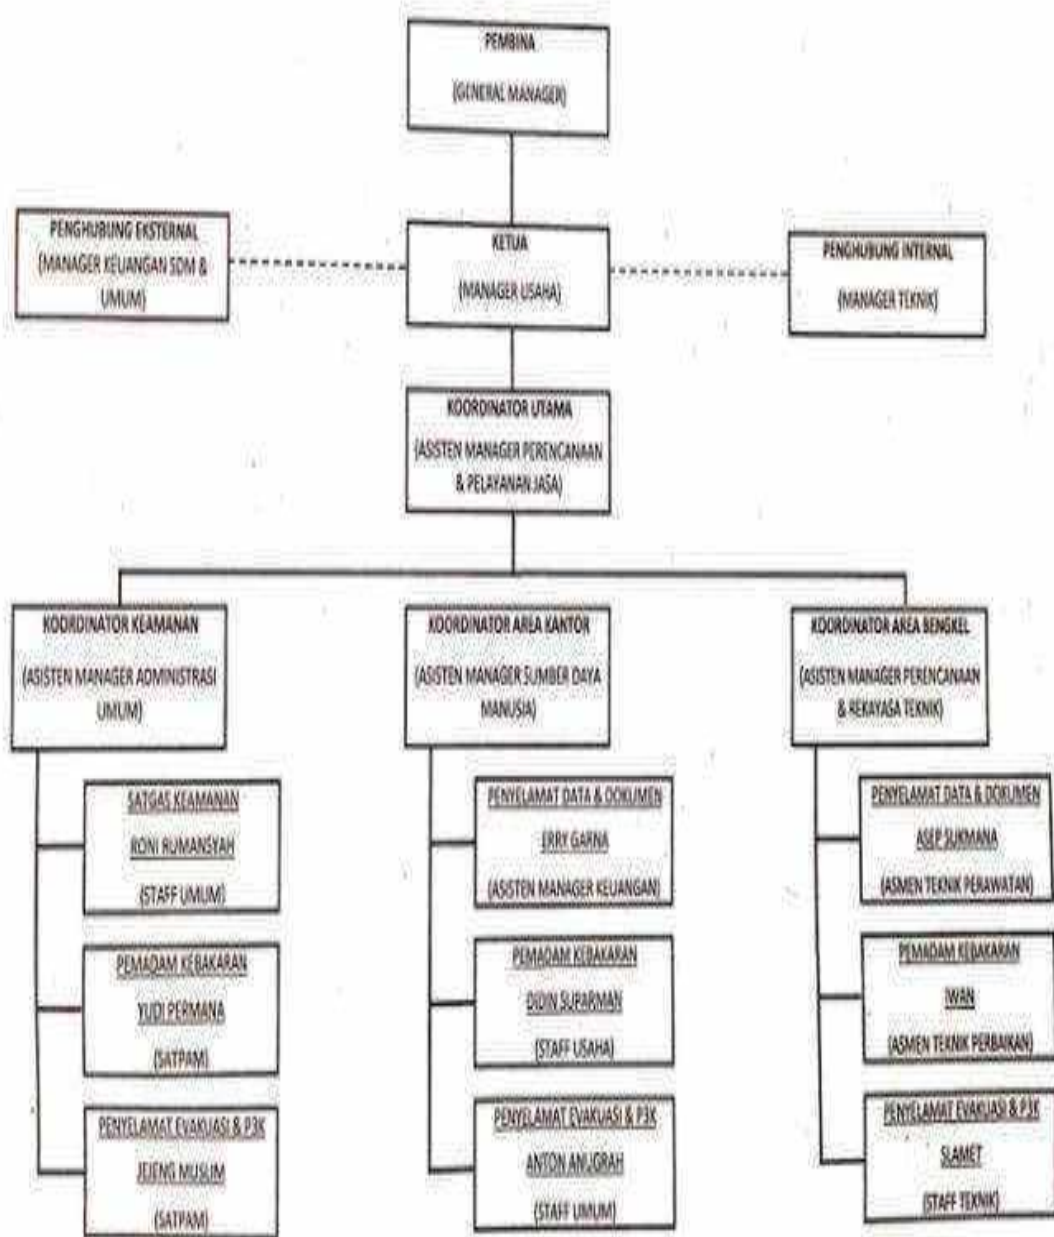 PEMBINA
(GENERAL MANAGER)
PENGHUBUNG EKSTERNAL
(MANAGER KEUANGAN SDM &
UMUM)
KETUA
(MANAGER USAHA)
PENGHUBUNG INTERNAL
(MANAGER TEKNIK)
KOORDINATOR UTAMA
(ASISTEN MANAGER PERENCANAAN
& PELAYANAN JASA)
KOORDINATOR KEAMANAN
(ASISTEN MANAGER ADMINISTRASI
UMUM)
SATGAS KEAMANAN
RONI RUMANSYAH
(STAFF UMUM)
PEMADAM KEBAKARAN
YUDI PERMANA
(SATPAM)
PENYELAMAT EVAKUASI & P3K
JEJENG MUSLIM
(SATPAM)
KOORDINATOR AREA KANTOR
(ASISTEN MANAGER SUMBER DAYA
MANUSIA)
PENYELAMAT DATA & DOKUMEN
ERRY GARNA
(ASISTEN MANAGER KEUANGAN)
PEMADAM KEBAKARAN
DIDIN SUPARMAN
(STAFF USAHA)
PENYELAMAT EVAKUASI & P3K
ANTON ANUGRAH
(STAFF UMUM)
KOORDINATOR AREA BENGKEL
(ASISTEN MANAGER PERENCANAAN
& REKAYASA TEKNIK)
PENYELAMAT DATA & DOKUMEN
ASEP SUKMANA
(ASMEN TEKNIK PERAWATAN)
PEMADAM KEBAKARAN
IWAN
(ASMEN TEKNIK PERBAIKAN)
PENYELAMAT EVAKUASI & P3K
SLAMET
(STAFF TEKNIK)